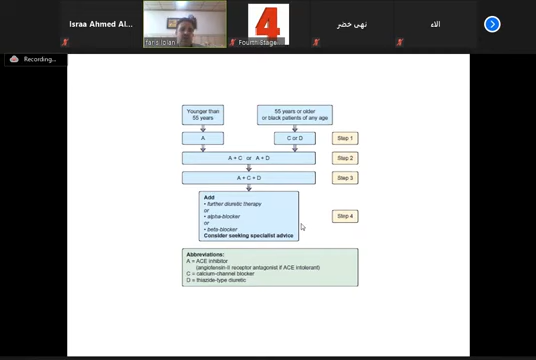 Israa Ahmed Al...
faris lolan
4
Fourth Stage
نهى خضر
الاء
Recording...
Younger than
55 years
55 years or older
or black patients of any age
A
C or D
Step 1
A + C or A + D
Step 2
A + C + D
Step 3
Add
• further diuretic therapy
or
• alpha-blocker
or
• beta-blocker
Consider seeking specialist advice
Step 4
Abbreviations:
A = ACE inhibitor
(angiotensin-II receptor antagonist if ACE intolerant)
C = calcium-channel blocker
D = thiazide-type diuretic